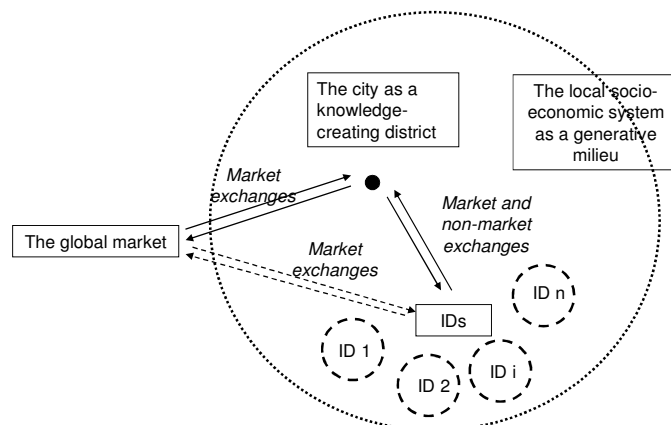 The city as a
knowledge-
creating district
The local socio-
economic system
as a generative
milieu
Market
exchanges
Market and
non-market
exchanges
The global market
Market
exchanges
IDs
ID n
ID 1
ID 2
ID i